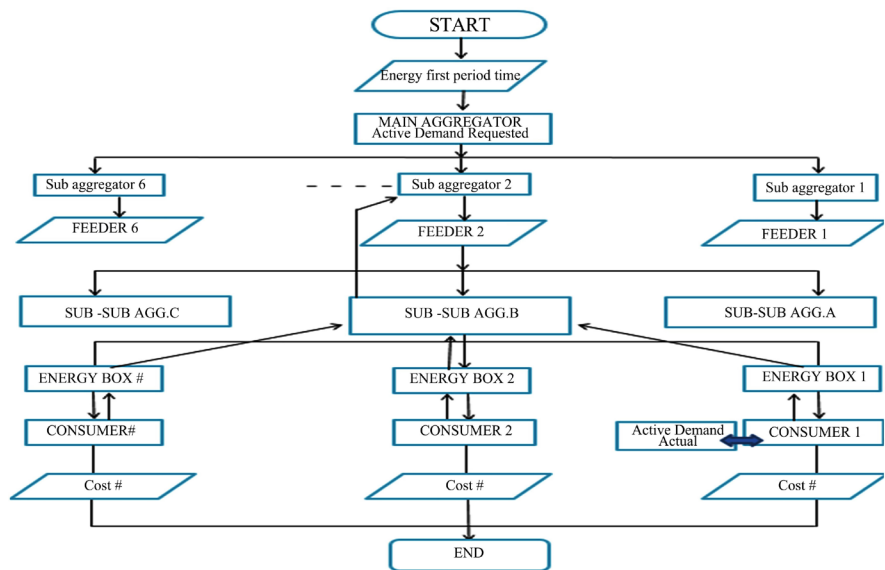 START
Energy first period time
MAIN AGGREGATOR
Active Demand Requested
Sub aggregator 6
Sub aggregator 2
Sub aggregator 1
FEEDER 6
FEEDER 2
FEEDER 1
SUB -SUB AGG.C
SUB -SUB AGG.B
SUB-SUB AGG.A
ENERGY BOX #
ENERGY BOX 2
ENERGY BOX 1
CONSUMER#
CONSUMER 2
Active Demand
Actual
CONSUMER 1
Cost #
Cost #
Cost #
END